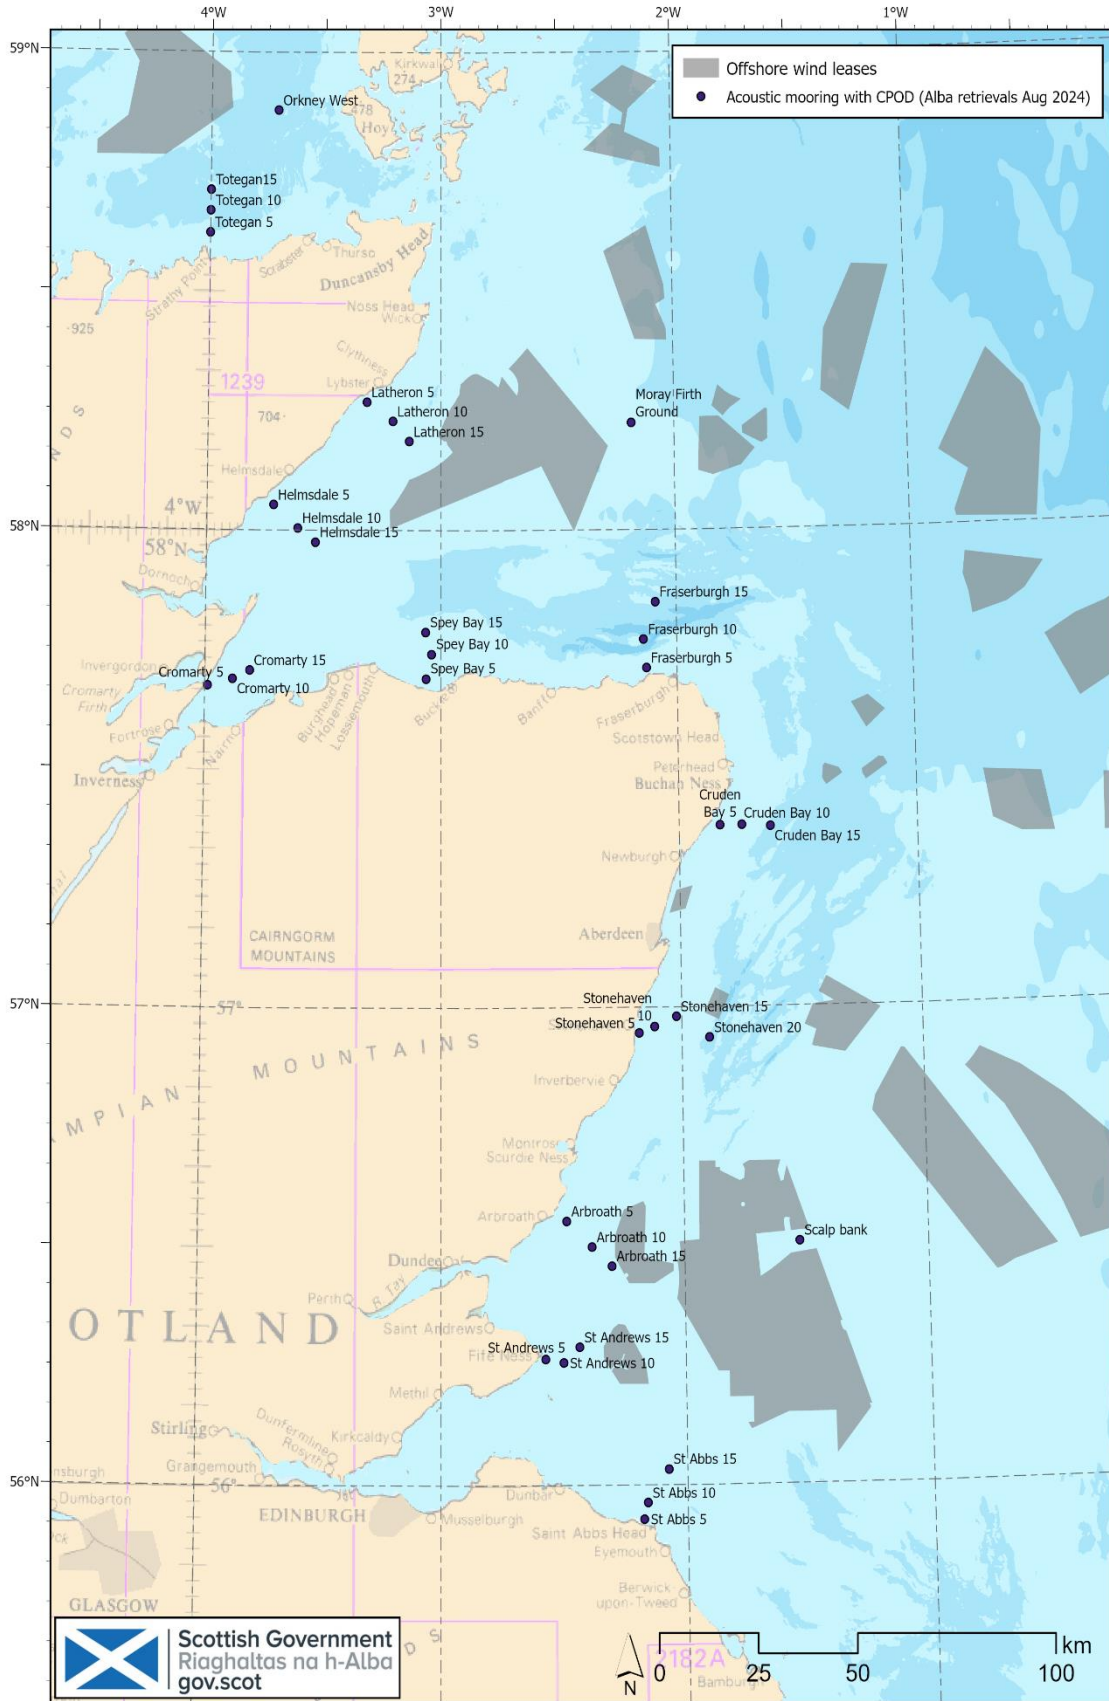 4°W
3°W
2°W
1°W
59°N
Kirkwall
274
Offshore wind leases
Acoustic mooring with CPOD (Alba retrievals Aug 2024)
Orkney West
478
Hoy
Totegan15
Totegan 10
Totegan 5
Strathy Point
Scrabster
Thurso
Duncansby Head
Noss Head
Wick
·925
Clythness
Lybster
1239
704·
N D S
Latheron 5
Latheron 10
Latheron 15
Moray Firth
Ground
Helmsdale
Helmsdale 5
4°W
58°N
Helmsdale 10
Helmsdale 15
58°N
Dornoch
Fraserburgh 15
Spey Bay 15
Fraserburgh 10
Spey Bay 10
Invergordon
Cromarty 15
Cromarty 5
Spey Bay 5
Fraserburgh 5
Cromarty
Firth
Cromarty 10
Burghead
Hopeman
Lossiemouth
Buckie
Banff
Fraserburgh
Fortrose
Nairn
Scotstown Head
Inverness
Peterhead
Buchan Ness
Cruden
Bay 5
Cruden Bay 10
Cruden Bay 15
Newburgh
CAIRNGORM
MOUNTAINS
Aberdeen
57°N
57°
Stonehaven
10
Stonehaven 15
Stonehaven 5
Stonehaven 20
MPIAN MOUNTAINS
Inverbervie
Montrose
Scurdie Ness
Arbroath
Arbroath 5
Arbroath 10
Arbroath 15
Scalp bank
Dundee
R. Tay
Perth
OTLAND
Saint Andrews
St Andrews 15
St Andrews 5
Fife Ness
St Andrews 10
Methil
Stirling
Dunfermline
Rosyth
Kirkcaldy
Grangemouth
St Abbs 15
56°N
56°
nsburgh
Dumbarton
EDINBURGH
Musselburgh
Dunbar
St Abbs 10
St Abbs 5
Saint Abbs Head
Eyemouth
Berwick
upon-Tweed
GLASGOW
D S
2182A
Bamburgh
Scottish Government
Riaghaltas na h-Alba
gov.scot
N
0
25
50
100
km